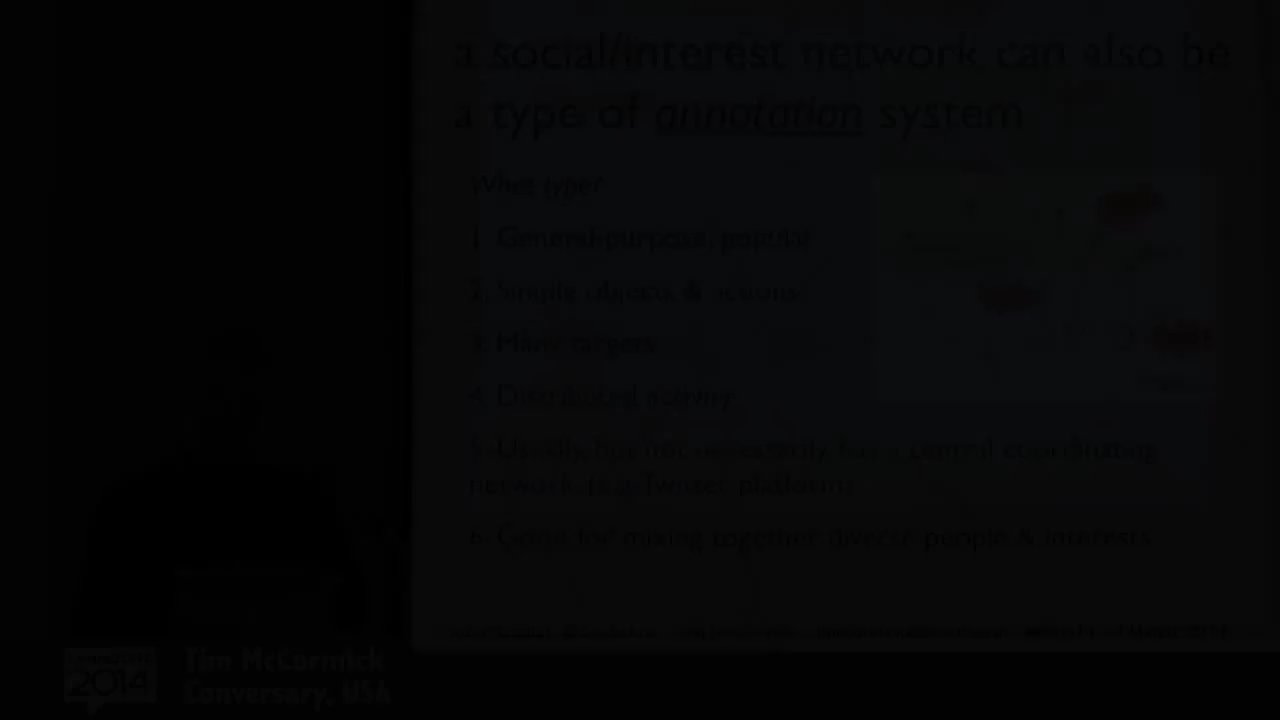 a social/interest network can also be
a type of annotation system
What type?
1. General-purpose, popular
2. Simple objects & actions
3. Many targets
4. Distributed activity
5. Usually, but not necessarily has a central coordinating
network (e.g. Twitter platform)
6. Good for mixing together diverse people & interests
2014
Tim McCormick
Conversary, USA